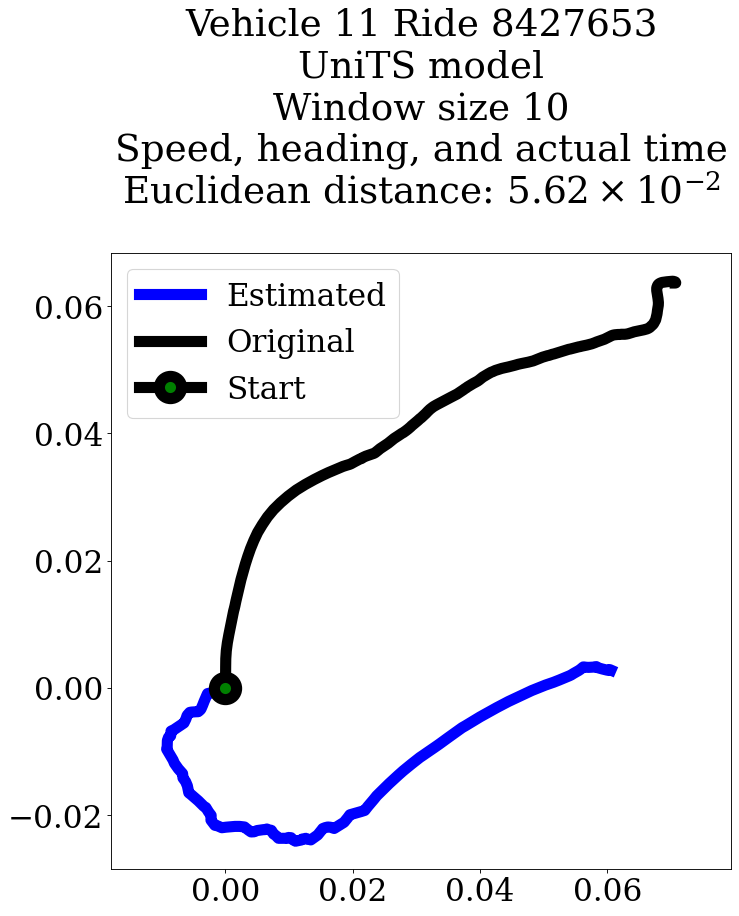 Vehicle 11 Ride 8427653
UniTS model
Window size 10
Speed, heading, and actual time
Euclidean distance: 5.62 × 10⁻²
Estimated
Original
Start
0.06
0.04
0.02
0.00
−0.02
0.00 0.02 0.04 0.06